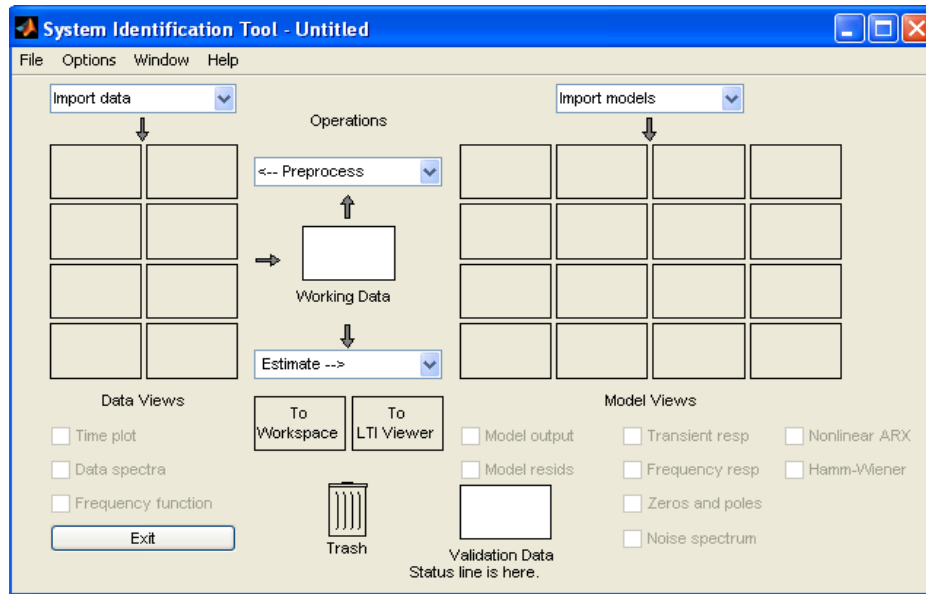 System Identification Tool - Untitled
File Options Window Help
Import data
Import models
Operations
<-- Preprocess
Working Data
Estimate -->
Data Views
Model Views
To Workspace
To LTI Viewer
Time plot
Data spectra
Frequency function
Model output
Transient resp
Nonlinear ARX
Model resids
Frequency resp
Hamm-Wiener
Zeros and poles
Noise spectrum
Exit
Trash
Validation Data
Status line is here.